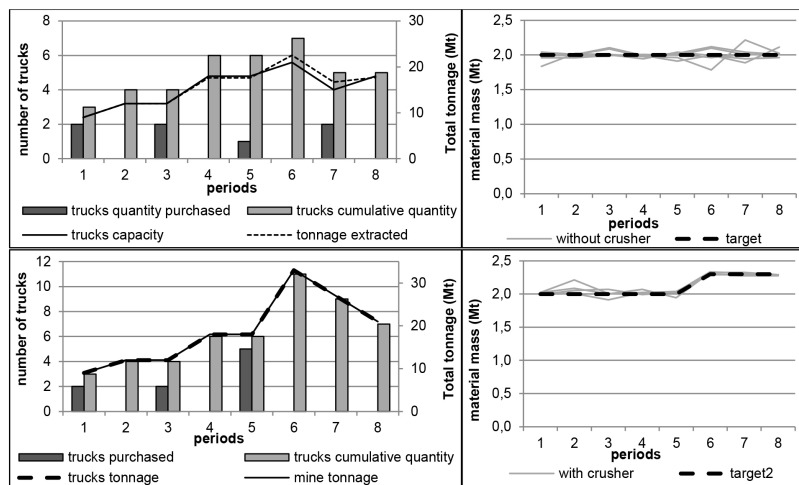 number of trucks
8
6
4
2
0
1 2 3 4 5 6 7 8
periods
30
20
10
0
Total tonnage (Mt)
trucks quantity purchased
trucks cumulative quantity
trucks capacity
tonnage extracted
material mass (Mt)
2,5
2,0
1,5
1,0
0,5
0,0
1 2 3 4 5 6 7 8
periods
without crusher
target
number of trucks
12
10
8
6
4
2
0
1 2 3 4 5 6 7 8
periods
30
20
10
0
Total tonnage (Mt)
trucks purchased
trucks cumulative quantity
trucks tonnage
mine tonnage
material mass (Mt)
2,5
2,0
1,5
1,0
0,5
0,0
1 2 3 4 5 6 7 8
periods
with crusher
target2